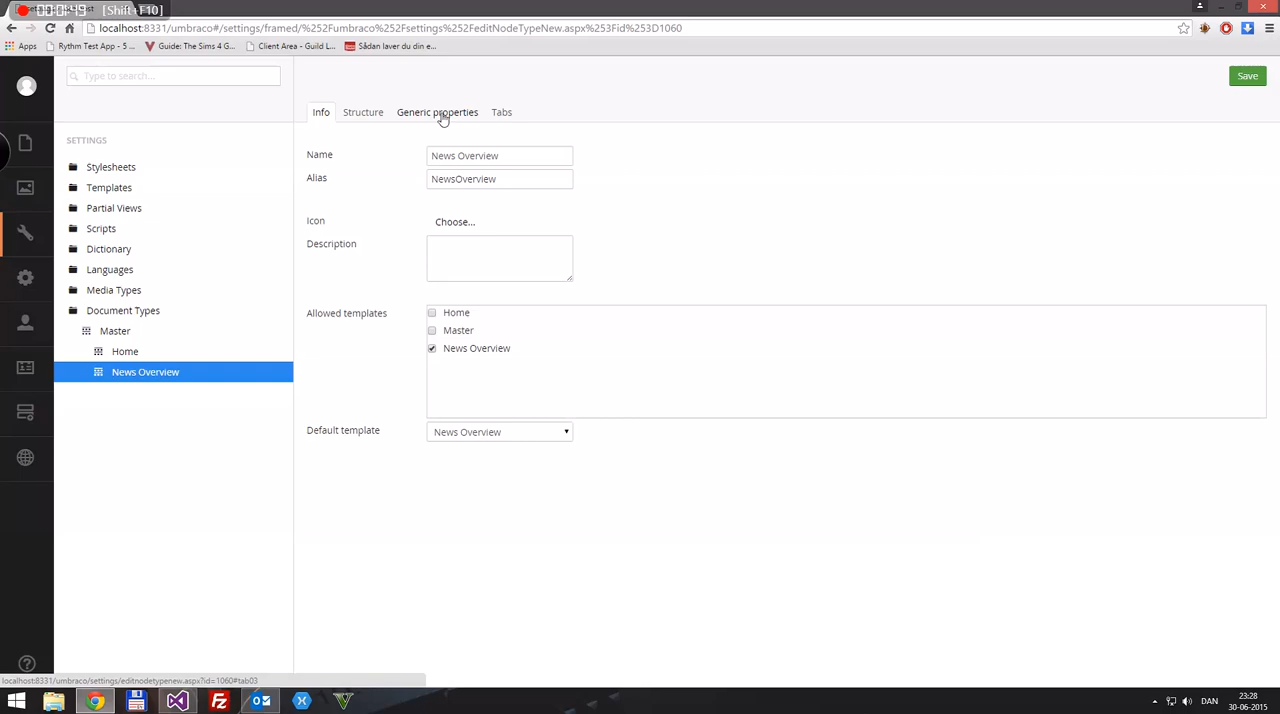 [Shift+F10]
localhost:8331/umbraco#/settings/framed/%252Fumbraco%252Fsettings%252FeditNodeTypeNew.aspx%253Fid%253D1060
Apps
Rythm Test App - 5 ...
Guide: The Sims 4 G...
Client Area - Guild L...
Sådan laver du din e...
Type to search...
Save
Info
Structure
Generic properties
Tabs
SETTINGS
Stylesheets
Templates
Partial Views
Scripts
Dictionary
Languages
Media Types
Document Types
Master
Home
News Overview
Name
News Overview
Alias
NewsOverview
Icon
Choose...
Description
Allowed templates
Home
Master
News Overview
Default template
News Overview
localhost:8331/umbraco/settings/editnodetypenew.aspx?id=1060#tab03
DAN
23:28
30-06-2015